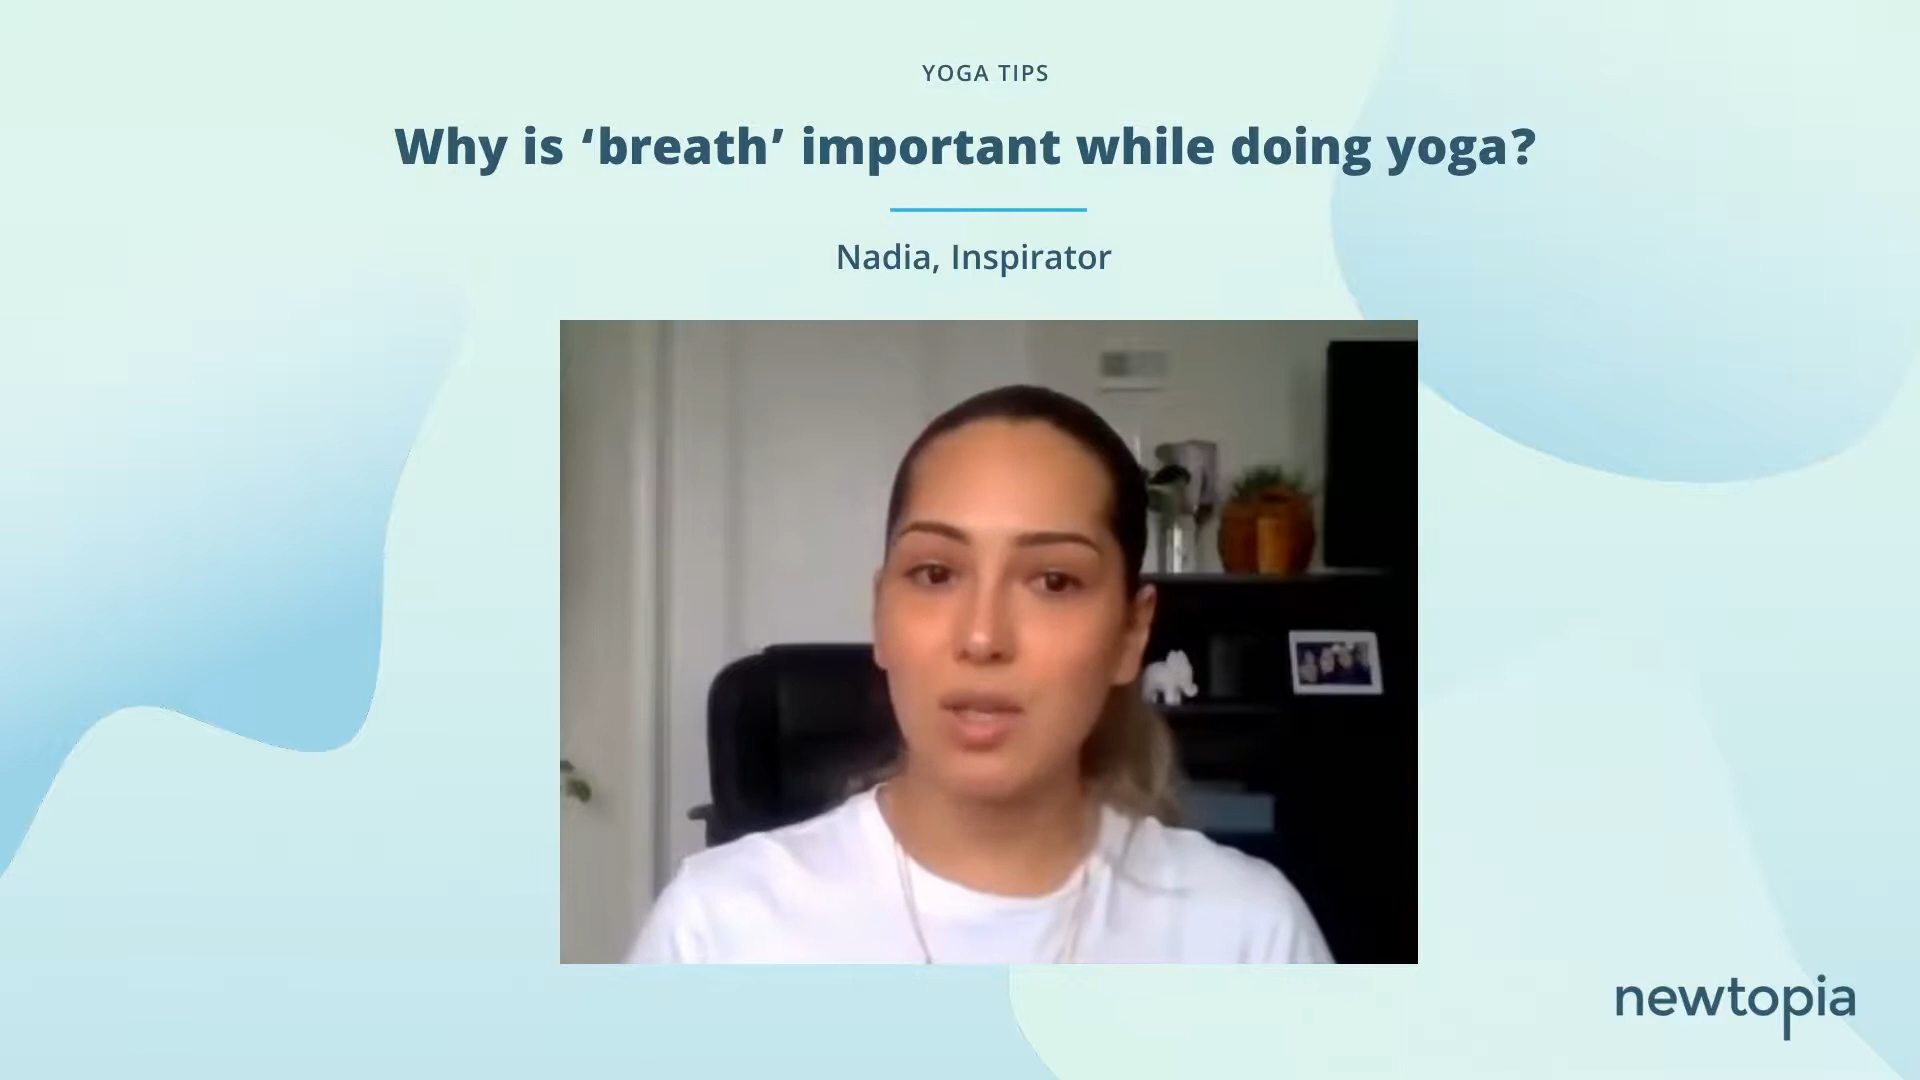 YOGA TIPS
Why is ‘breath’ important while doing yoga?
Nadia, Inspirator
newtopia